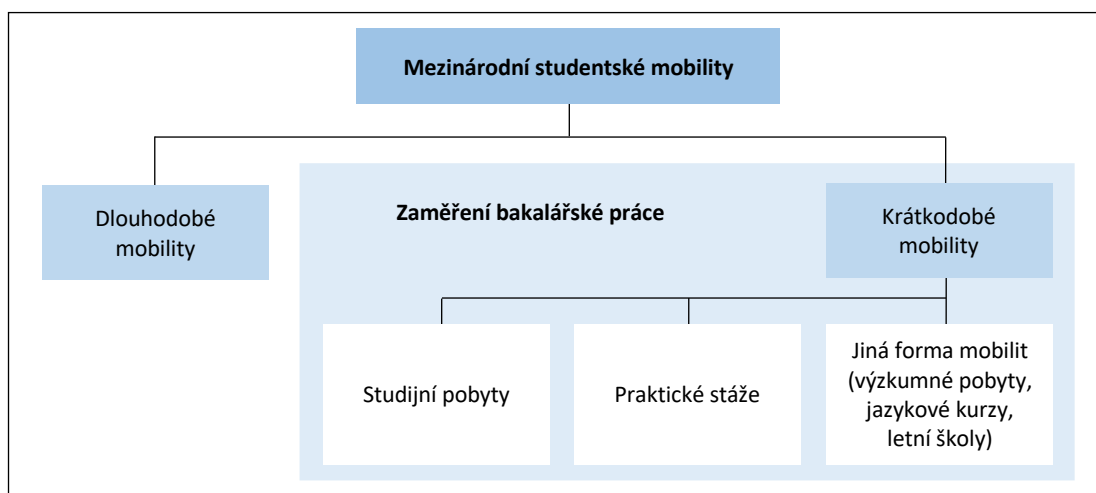 Mezinárodní studentské mobility
Dlouhodobé
mobility
Zaměření bakalářské práce
Krátkodobé
mobility
Studijní pobyty
Praktické stáže
Jiná forma mobilit
(výzkumné pobyty,
jazykové kurzy,
letní školy)